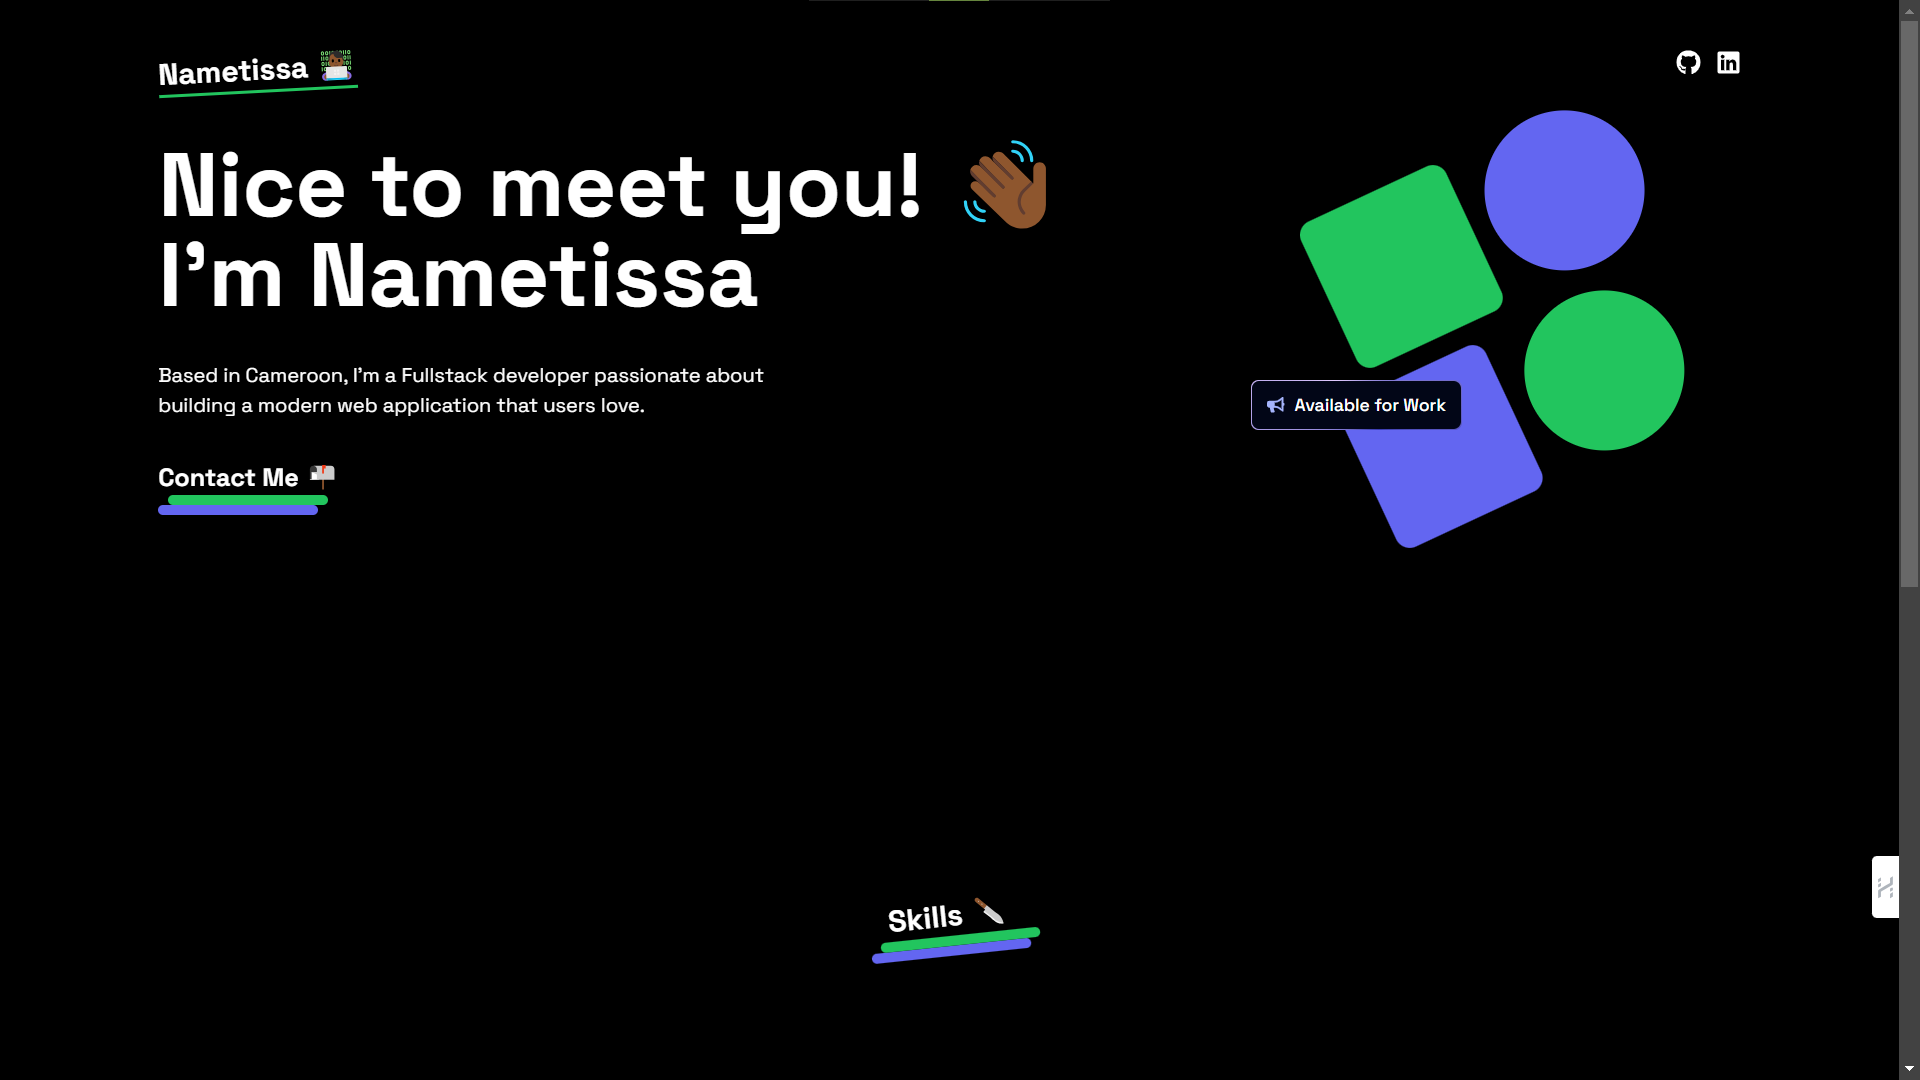 Nametissa
Nice to meet you!
I'm Nametissa
Based in Cameroon, I'm a Fullstack developer passionate about
building a modern web application that users love.
Available for Work
Contact Me
Skills